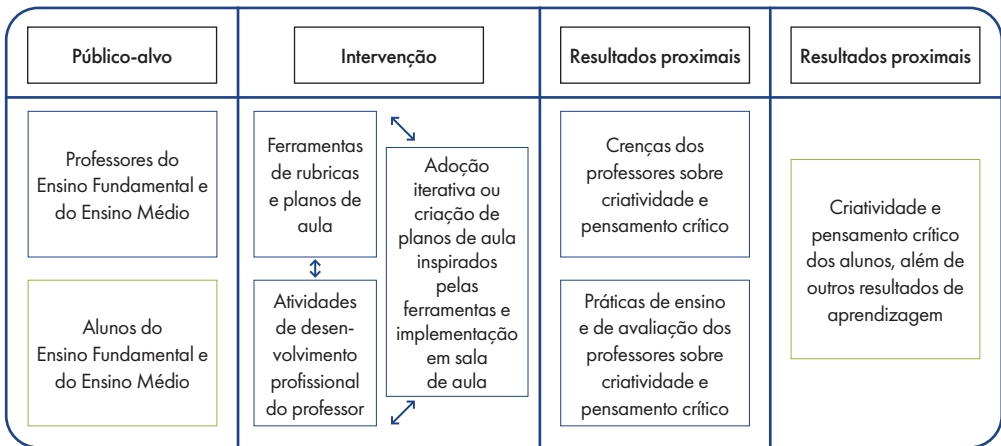 Público-alvo
Intervenção
Resultados proximais
Resultados proximais
Professores do
Ensino Fundamental e
do Ensino Médio
Alunos do
Ensino Fundamental e
do Ensino Médio
Ferramentas
de rubricas
e planos de
aula
Atividades
de desen-
volvimento
profissional
do professor
Adoção
iterativa ou
criação de
planos de aula
inspirados
pelas
ferramentas e
implementação
em sala
de aula
Crenças dos
professores sobre
criatividade e
pensamento crítico
Práticas de ensino
e de avaliação dos
professores sobre
criatividade e
pensamento crítico
Criatividade e
pensamento crítico
dos alunos, além de
outros resultados de
aprendizagem